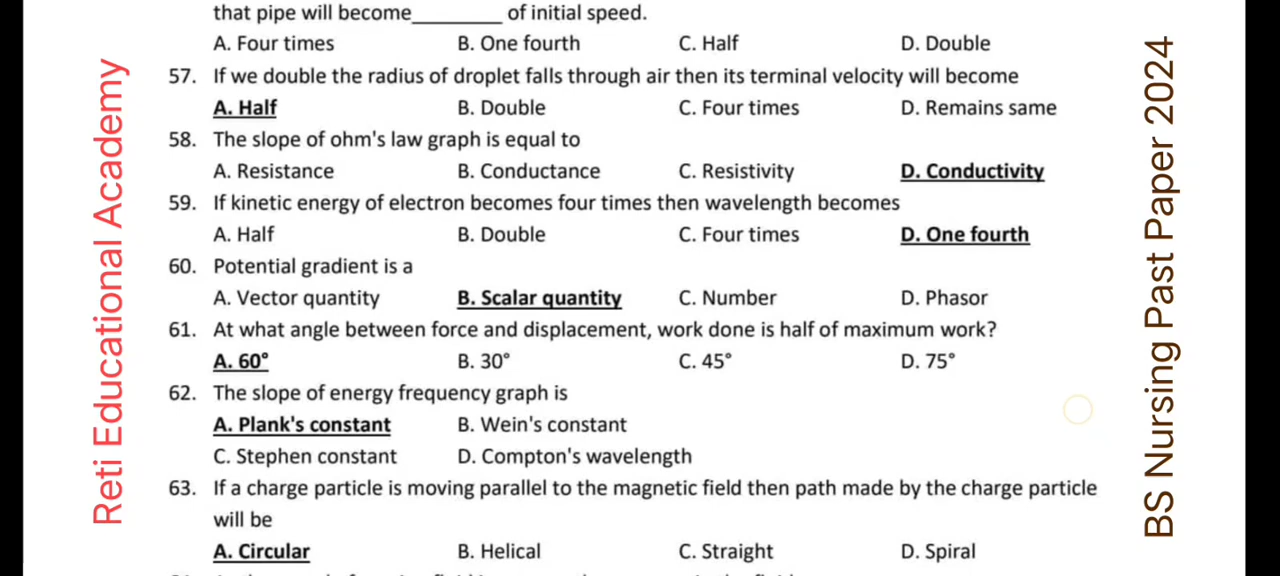 that pipe will become_________ of initial speed.
A. Four times B. One fourth C. Half D. Double
57. If we double the radius of droplet falls through air then its terminal velocity will become
A. Half B. Double C. Four times D. Remains same
58. The slope of ohm's law graph is equal to
A. Resistance B. Conductance C. Resistivity D. Conductivity
59. If kinetic energy of electron becomes four times then wavelength becomes
A. Half B. Double C. Four times D. One fourth
60. Potential gradient is a
A. Vector quantity B. Scalar quantity C. Number D. Phasor
61. At what angle between force and displacement, work done is half of maximum work?
A. 60° B. 30° C. 45° D. 75°
62. The slope of energy frequency graph is
A. Plank's constant B. Wein's constant
C. Stephen constant D. Compton's wavelength
63. If a charge particle is moving parallel to the magnetic field then path made by the charge particle
will be
A. Circular B. Helical C. Straight D. Spiral
Reti Educational Academy
BS Nursing Past Paper 2024